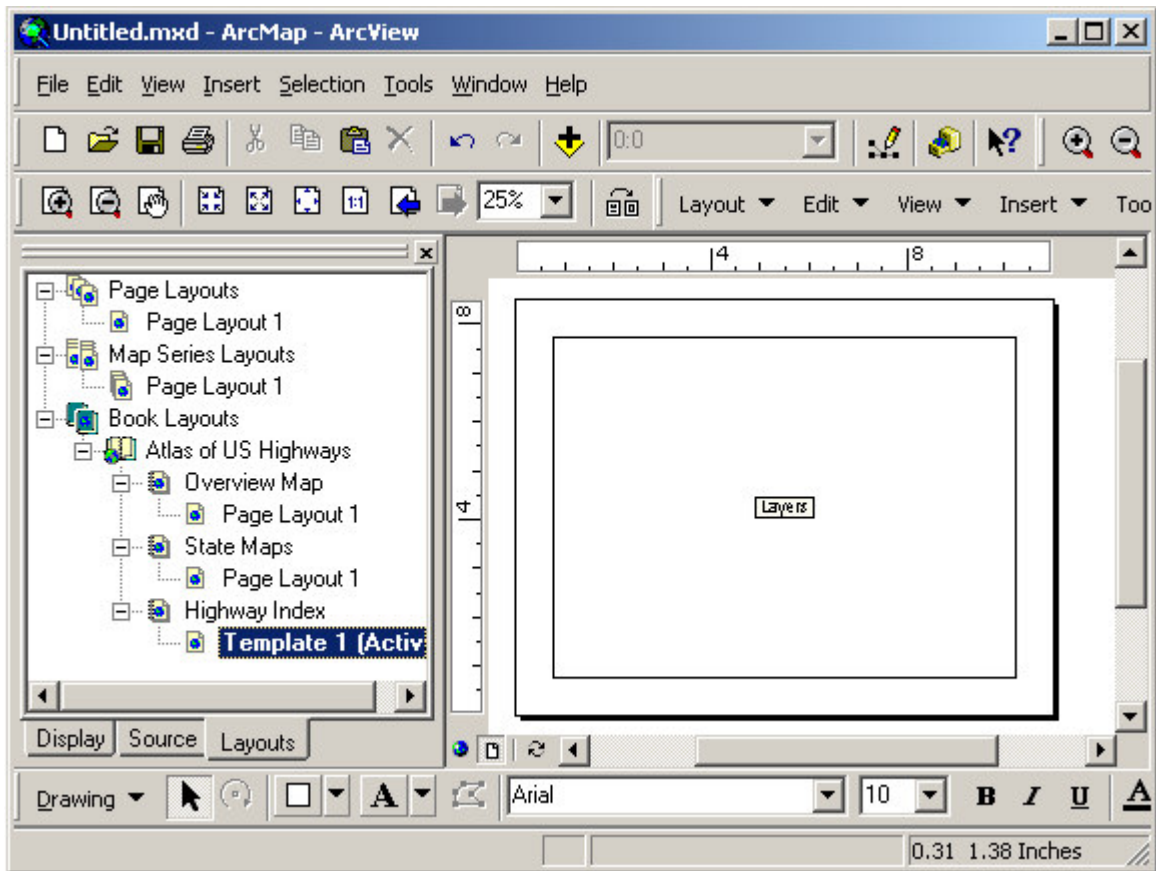 Untitled.mxd - ArcMap - ArcView
File Edit View Insert Selection Tools Window Help
0:0
1:1 25% Layout Edit View Insert Too
Page Layouts
Page Layout 1
Map Series Layouts
Page Layout 1
Book Layouts
Atlas of US Highways
Overview Map
Page Layout 1
State Maps
Page Layout 1
Highway Index
Template 1 (Activ
Display Source Layouts
4 8
8
4
Layers
Drawing A Arial 10 B I U A
0.31 1.38 Inches